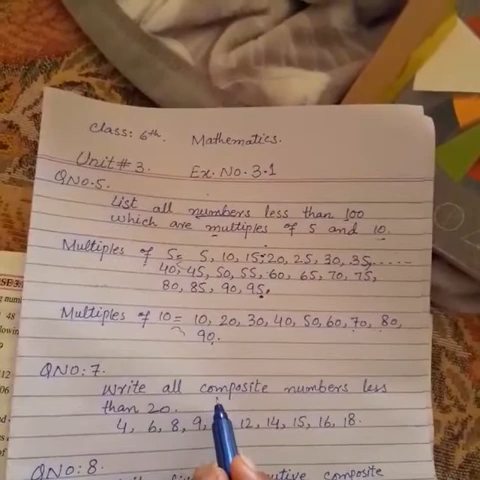 Class: 6th. Mathematics.
Unit # 3. Ex. No. 3.1
QNO.5.
List all numbers less than 100
which are multiples of 5 and 10.
Multiples of 5= 5, 10, 15, 20, 25, 30, 35,.....
40, 45, 50, 55, 60, 65, 70, 75,
80, 85, 90, 95.
Multiples of 10 = 10, 20, 30, 40, 50, 60, 70, 80,
90.
QNO:7.
Write all composite numbers less
than 20.
4, 6, 8, 9, 12, 14, 15, 16, 18.
QNO:8.
composite